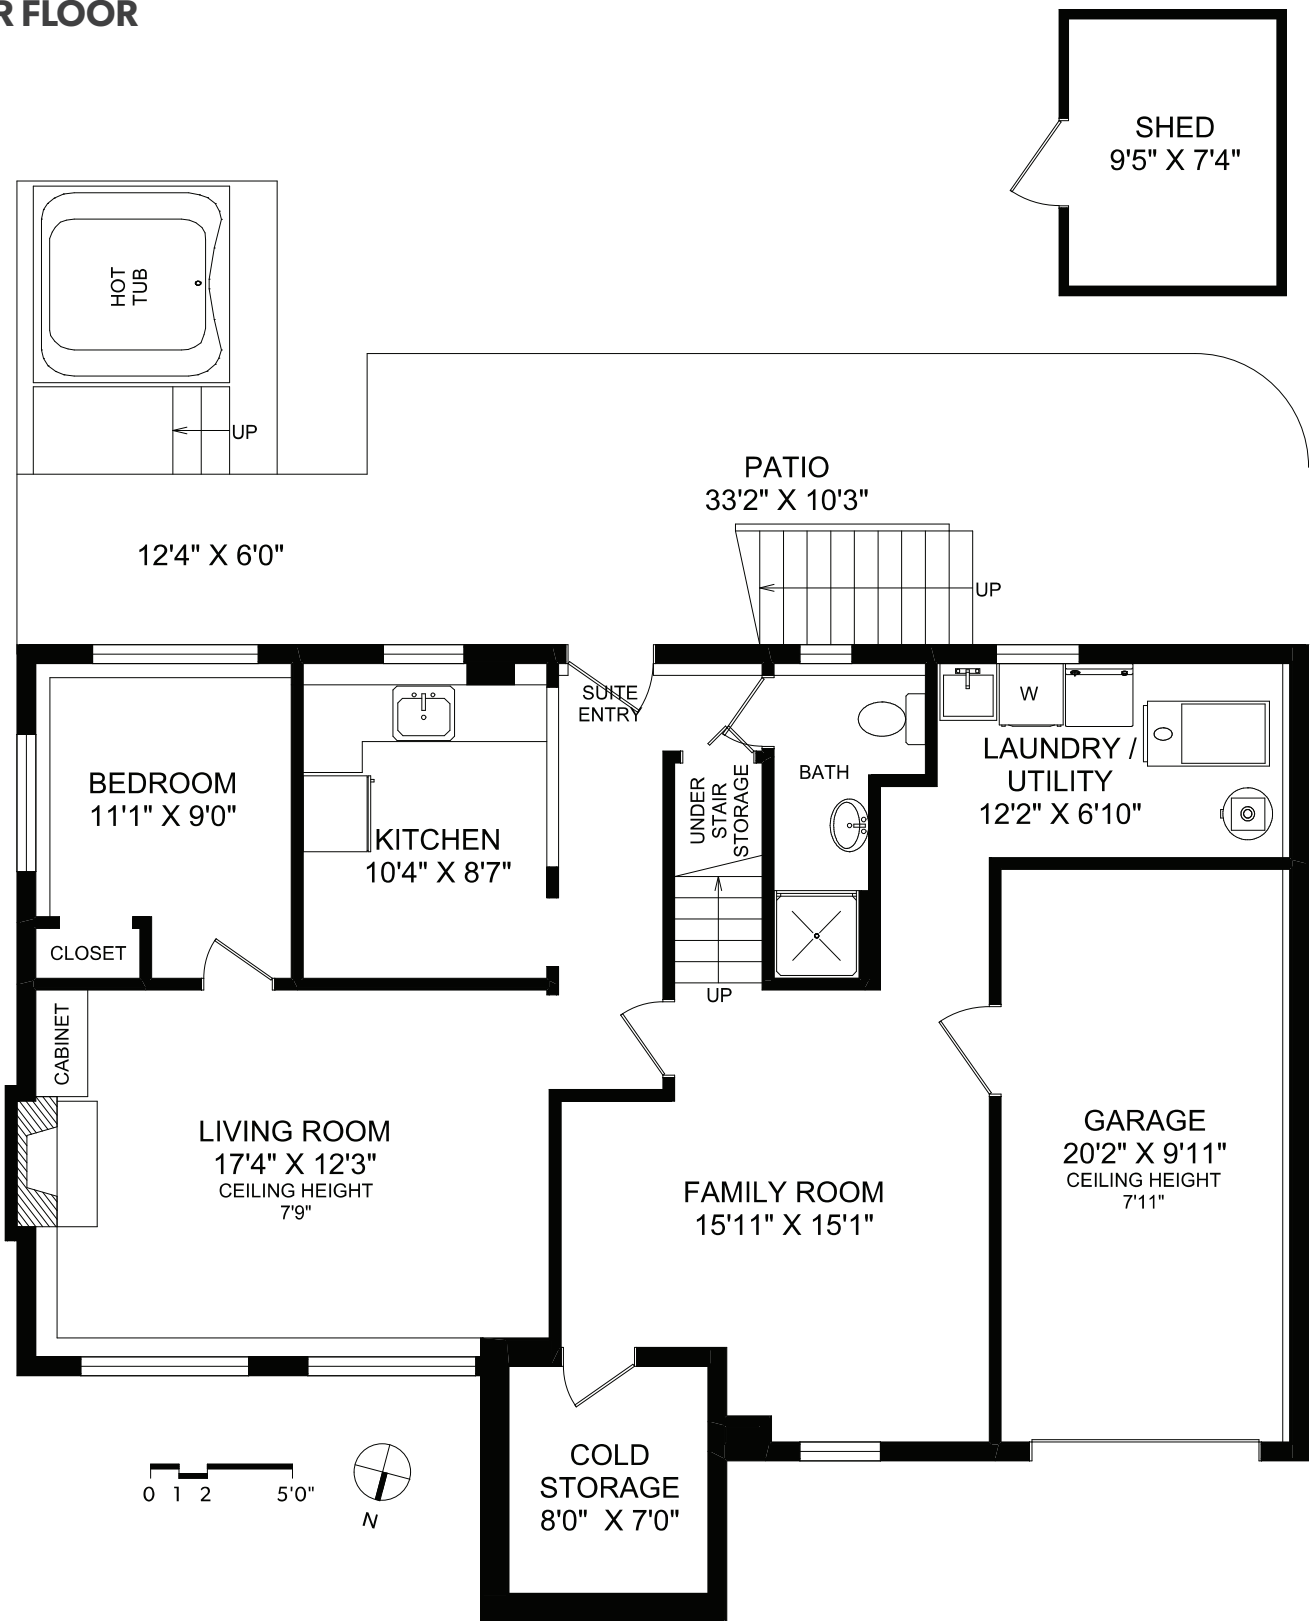 R FLOOR
SHED
9'5" X 7'4"
HOT
TUB
UP
PATIO
33'2" X 10'3"
12'4" X 6'0"
UP
SUITE
ENTRY
W
LAUNDRY /
UTILITY
12'2" X 6'10"
BEDROOM
11'1" X 9'0"
KITCHEN
10'4" X 8'7"
UNDER
STAIR
STORAGE
BATH
CLOSET
UP
CABINET
LIVING ROOM
17'4" X 12'3"
CEILING HEIGHT
7'9"
FAMILY ROOM
15'11" X 15'1"
GARAGE
20'2" X 9'11"
CEILING HEIGHT
7'11"
COLD
STORAGE
8'0" X 7'0"
0 1 2 5'0"
N